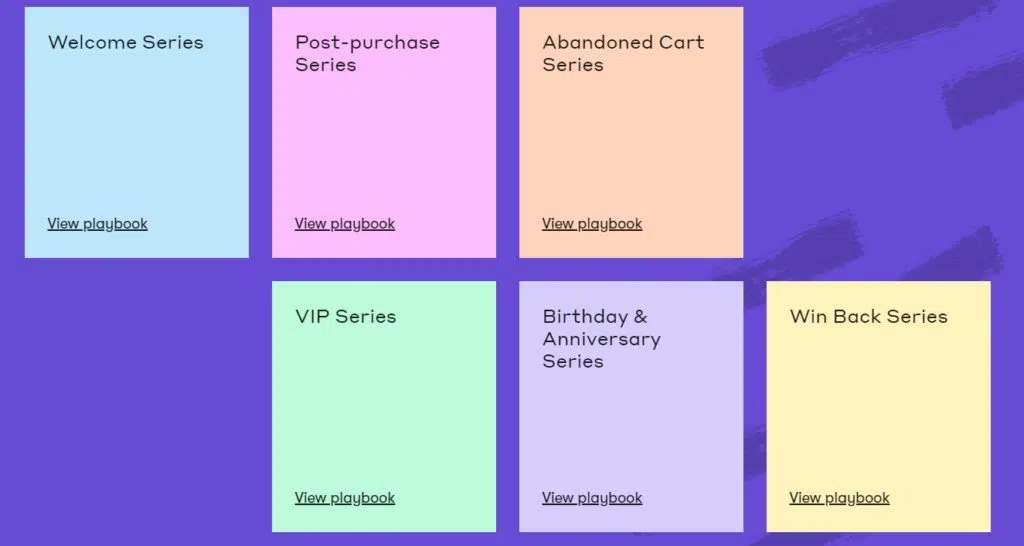 Welcome Series
View playbook
Post-purchase
Series
View playbook
Abandoned Cart
Series
View playbook
VIP Series
View playbook
Birthday &
Anniversary
Series
View playbook
Win Back Series
View playbook